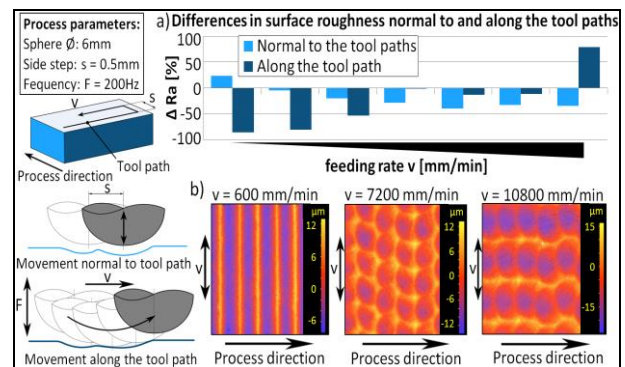 Process parameters:
Sphere Ø: 6mm
Side step: s = 0.5mm
Fequency: F = 200Hz
V
S
Tool path
Process direction
S
Movement normal to tool path
v
F
Movement along the tool path
a) Differences in surface roughness normal to and along the tool paths
Δ Ra [%]
100
50
0
-50
-100
Normal to the tool paths
Along the tool path
feeding rate v [mm/min]
b)
v = 600 mm/min
v = 7200 mm/min
v = 10800 mm/min
v
µm
12
6
0
-6
Process direction
v
µm
12
6
0
-6
-12
Process direction
v
µm
15
0
-15
Process direction